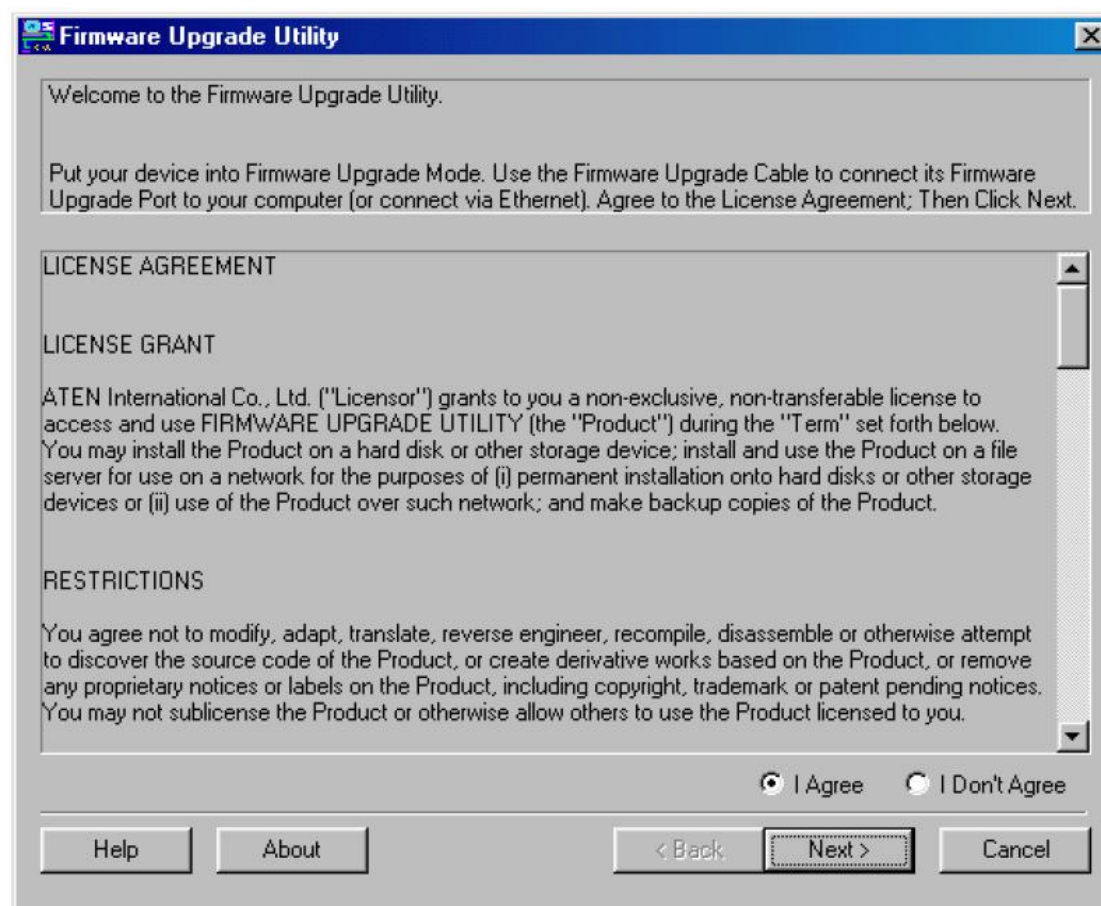 Firmware Upgrade Utility
Welcome to the Firmware Upgrade Utility.
Put your device into Firmware Upgrade Mode. Use the Firmware Upgrade Cable to connect its Firmware
Upgrade Port to your computer (or connect via Ethernet). Agree to the License Agreement; Then Click Next.
LICENSE AGREEMENT
LICENSE GRANT
ATEN International Co., Ltd. ("Licensor") grants to you a non-exclusive, non-transferable license to
access and use FIRMWARE UPGRADE UTILITY (the "Product") during the "Term" set forth below.
You may install the Product on a hard disk or other storage device; install and use the Product on a file
server for use on a network for the purposes of (i) permanent installation onto hard disks or other storage
devices or (ii) use of the Product over such network; and make backup copies of the Product.
RESTRICTIONS
You agree not to modify, adapt, translate, reverse engineer, recompile, disassemble or otherwise attempt
to discover the source code of the Product, or create derivative works based on the Product, or remove
any proprietary notices or labels on the Product, including copyright, trademark or patent pending notices.
You may not sublicense the Product or otherwise allow others to use the Product licensed to you.
I Agree I Don't Agree
Help About < Back Next > Cancel